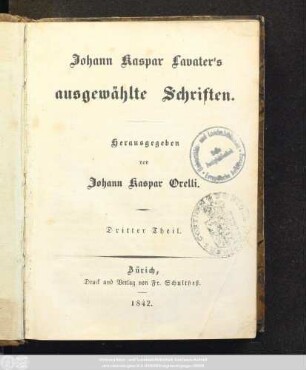 Johann Kaspar Lavater's
ausgewählte Schriften.
Herausgegeben
von
Johann Kaspar Orelli.
Dritter Theil.
Zürich,
Druck und Verlag von Fr. Schultheß.
1842.